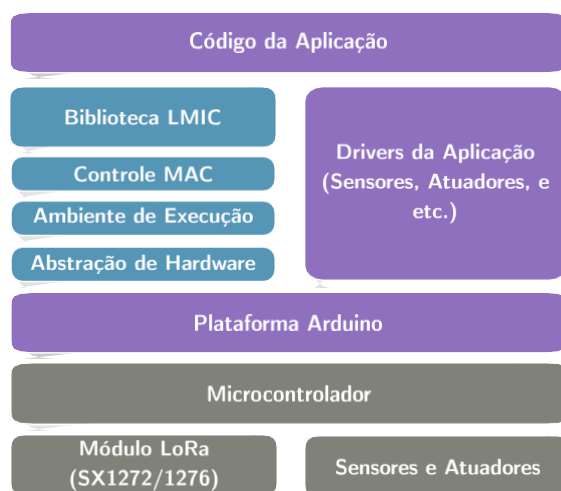 Código da Aplicação
Biblioteca LMIC
Controle MAC
Ambiente de Execução
Abstração de Hardware
Drivers da Aplicação
(Sensores, Atuadores, e
etc.)
Plataforma Arduino
Microcontrolador
Módulo LoRa
(SX1272/1276)
Sensores e Atuadores